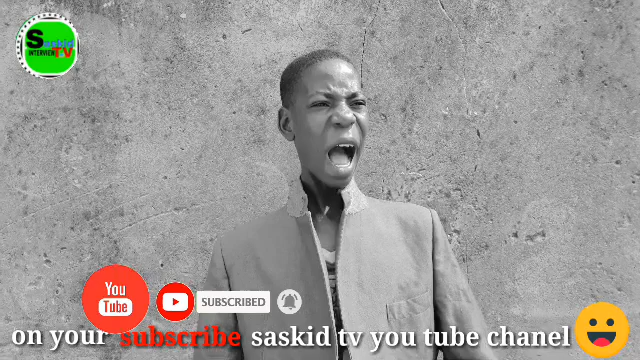 Saskid
INTERVIEW TV
You
Tube
SUBSCRIBED
on your subscribe saskid tv you tube chanel